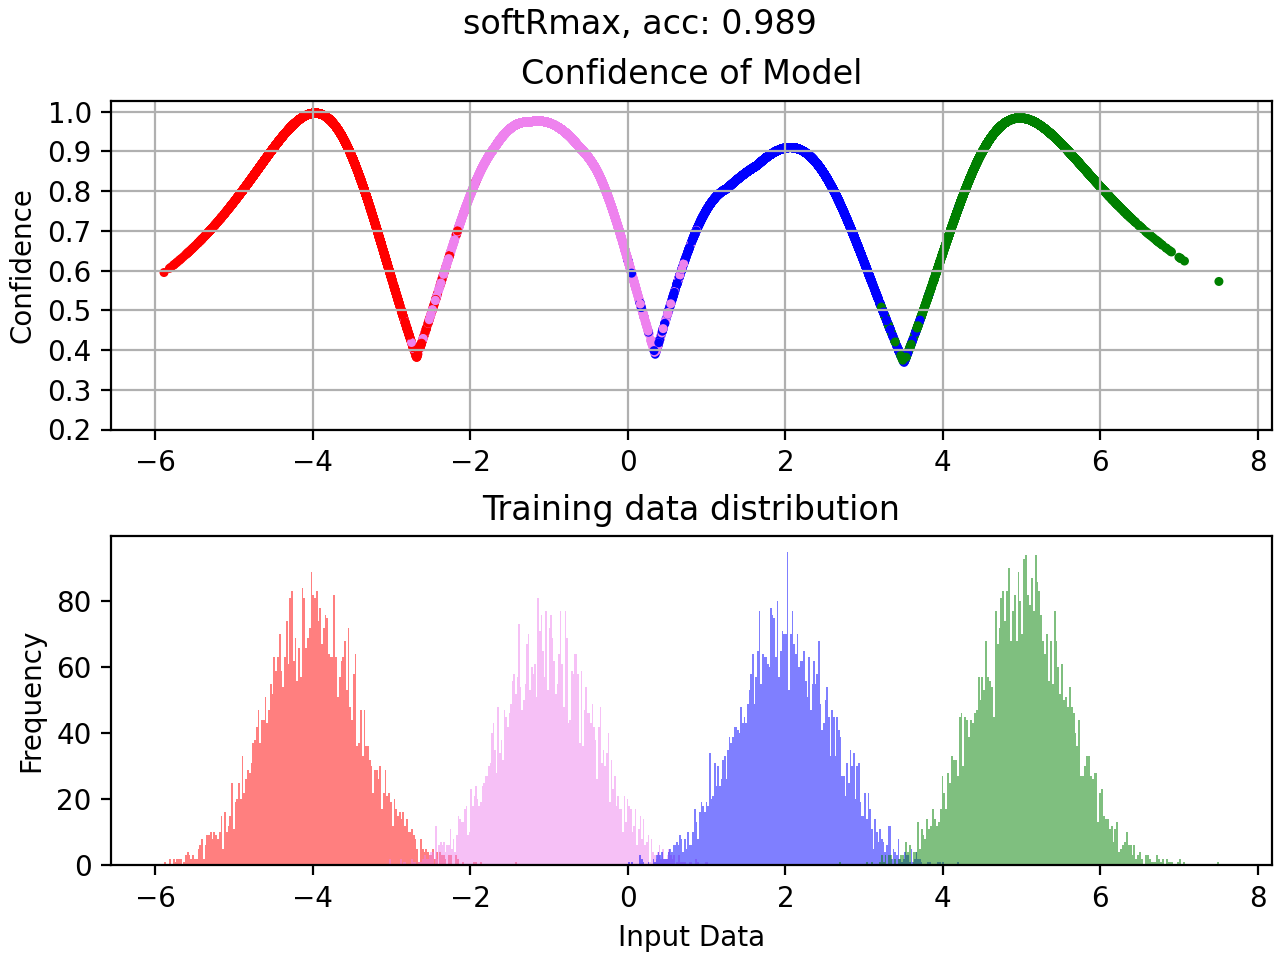 softRmax, acc: 0.989
Confidence of Model
Confidence
1.0
0.9
0.8
0.7
0.6
0.5
0.4
0.3
0.2
−6 −4 −2 0 2 4 6 8
Training data distribution
Frequency
80
60
40
20
0
−6 −4 −2 0 2 4 6 8
Input Data